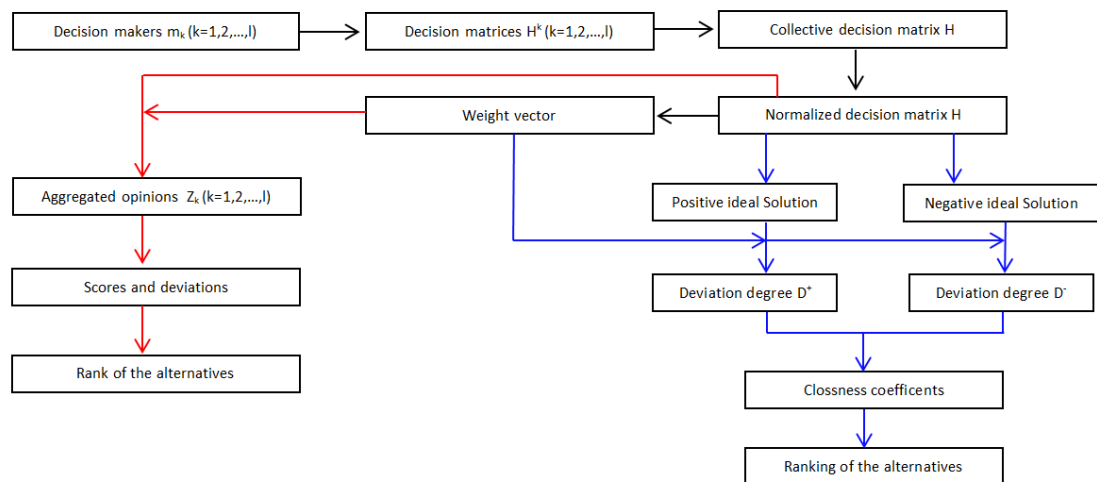 Decision makers mₖ(k=1,2,...,l)
Decision matrices Hᵏ(k=1,2,...,l)
Collective decision matrix H
Weight vector
Normalized decision matrix H
Aggregated opinions Zₖ(k=1,2,...,l)
Positive ideal Solution
Negative ideal Solution
Scores and deviations
Deviation degree D⁺
Deviation degree D⁻
Rank of the alternatives
Clossness coefficents
Ranking of the alternatives